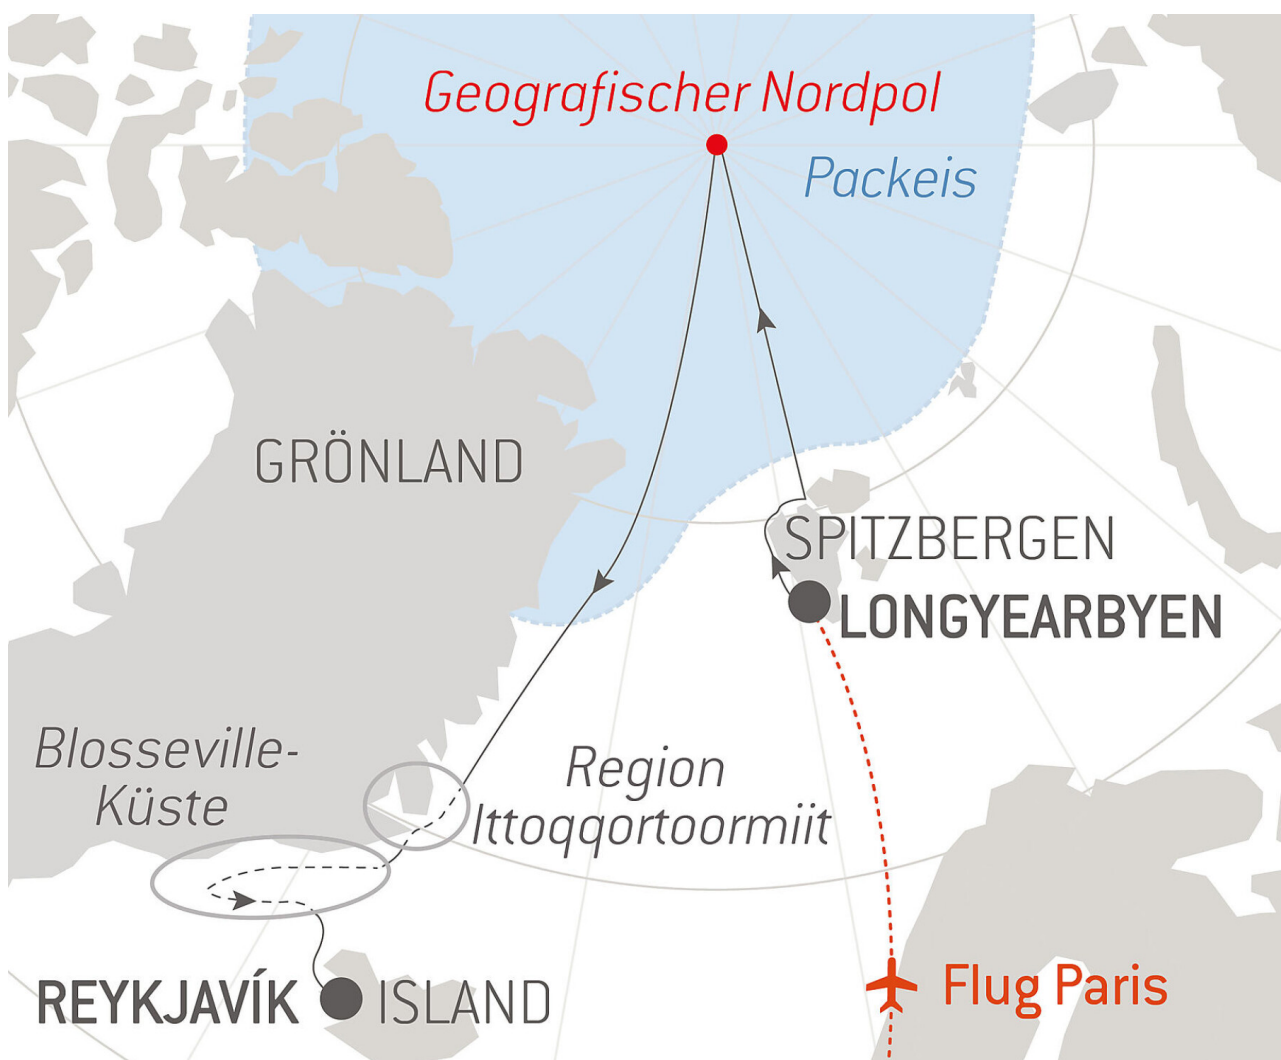 Geografischer Nordpol
Packeis
GRÖNLAND
SPITZBERGEN
LONGYEARBYEN
Blosseville-
Küste
Region
Ittoqqortoormiit
REYKJAVÍK
ISLAND
Flug Paris